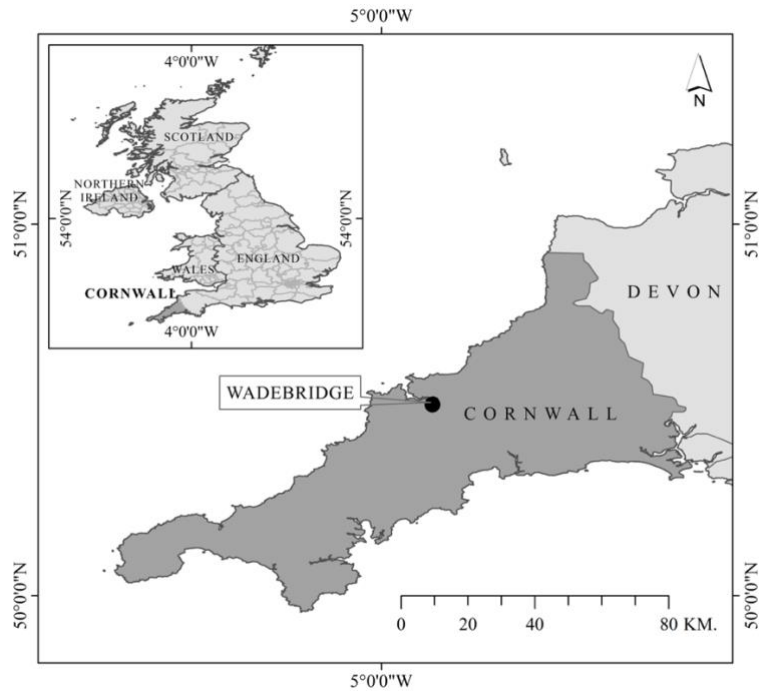 5°0'0"W
4°0'0"W
N
SCOTLAND
NORTHERN
IRELAND
54°0'0"N
54°0'0"N
51°0'0"N
51°0'0"N
WALES
ENGLAND
CORNWALL
DEVON
4°0'0"W
WADEBRIDGE
CORNWALL
50°0'0"N
50°0'0"N
0 20 40 80 KM.
5°0'0"W